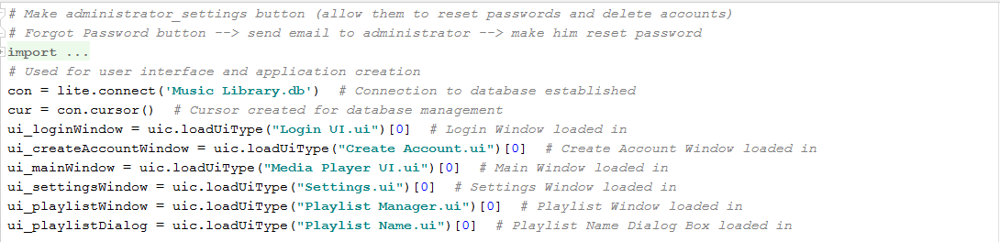 # Make administrator_settings button (allow them to reset passwords and delete accounts)
# Forgot Password button --> send email to administrator --> make him reset password
import ...
# Used for user interface and application creation
con = lite.connect('Music Library.db')  # Connection to database established
cur = con.cursor()  # Cursor created for database management
ui_loginWindow = uic.loadUiType("Login UI.ui")[0]  # Login Window loaded in
ui_createAccountWindow = uic.loadUiType("Create Account.ui")[0]  # Create Account Window loaded in
ui_mainWindow = uic.loadUiType("Media Player UI.ui")[0]  # Main Window loaded in
ui_settingsWindow = uic.loadUiType("Settings.ui")[0]  # Settings Window loaded in
ui_playlistWindow = uic.loadUiType("Playlist Manager.ui")[0]  # Playlist Window loaded in
ui_playlistDialog = uic.loadUiType("Playlist Name.ui")[0]  # Playlist Name Dialog Box loaded in